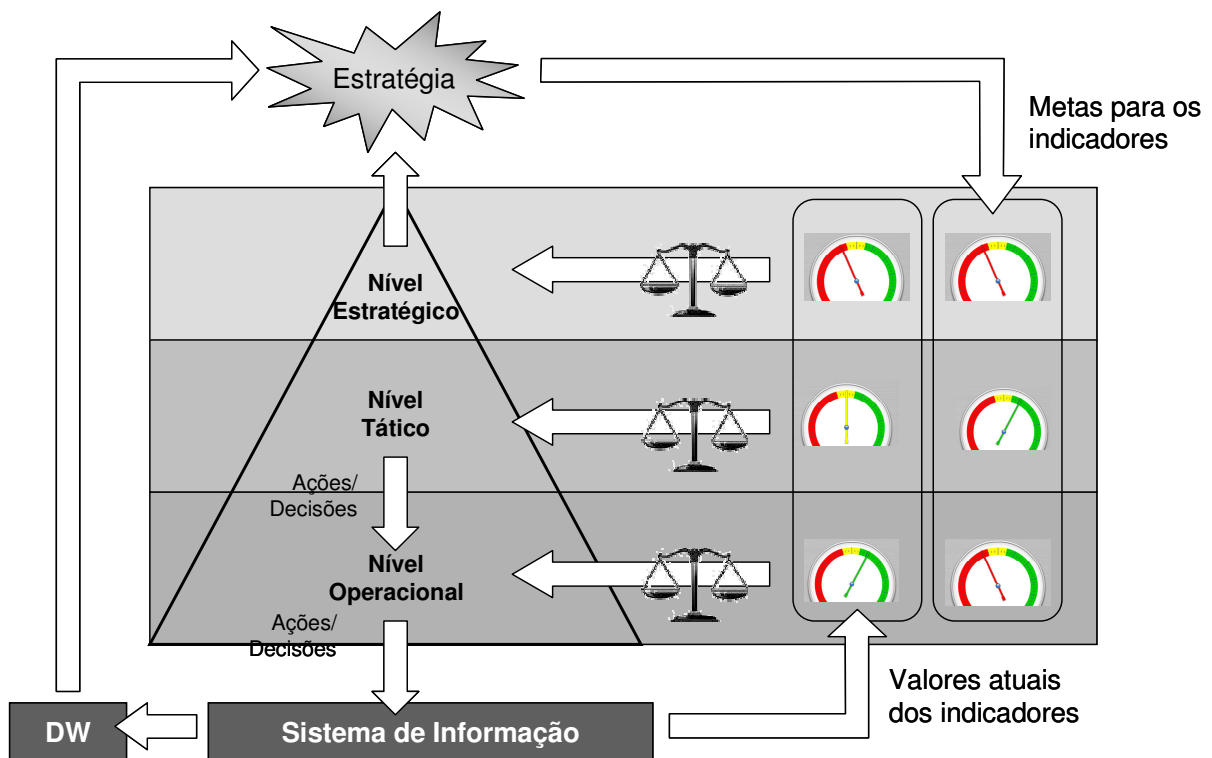 Estratégia
Metas para os
indicadores
Nível
Estratégico
Nível
Tático
Ações/
Decisões
Nível
Operacional
Ações/
Decisões
Valores atuais
dos indicadores
DW
Sistema de Informação